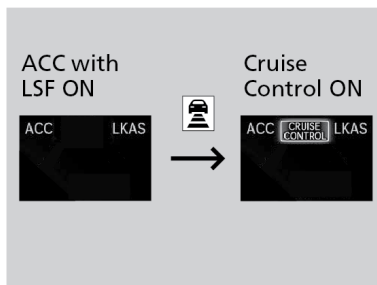 ACC with
LSF ON
ACC LKAS
Cruise
Control ON
ACC CRUISE CONTROL LKAS